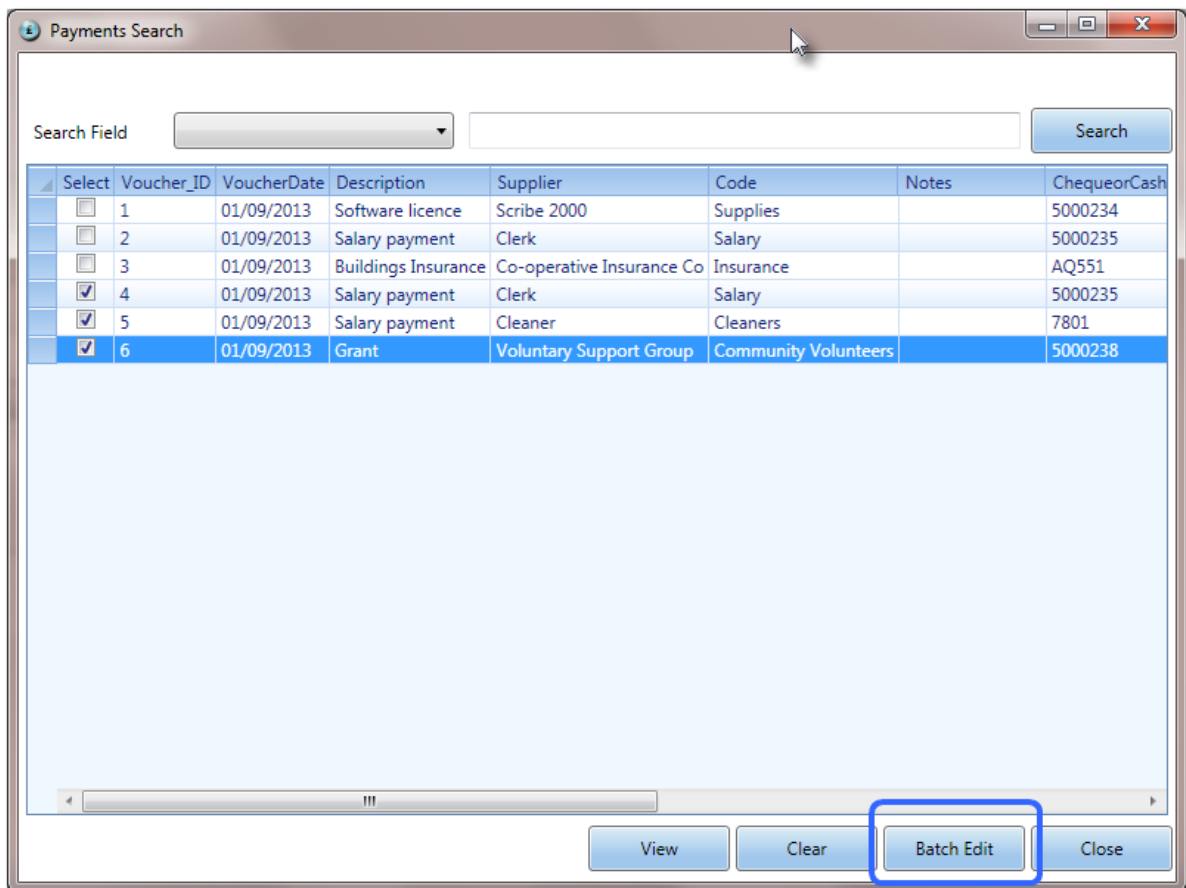 Payments Search
Search Field Search
Select Voucher_ID VoucherDate Description Supplier Code Notes ChequeorCash
1 01/09/2013 Software licence Scribe 2000 Supplies 5000234
2 01/09/2013 Salary payment Clerk Salary 5000235
3 01/09/2013 Buildings Insurance Co-operative Insurance Co Insurance AQ551
4 01/09/2013 Salary payment Clerk Salary 5000235
5 01/09/2013 Salary payment Cleaner Cleaners 7801
6 01/09/2013 Grant Voluntary Support Group Community Volunteers 5000238
View Clear Batch Edit Close